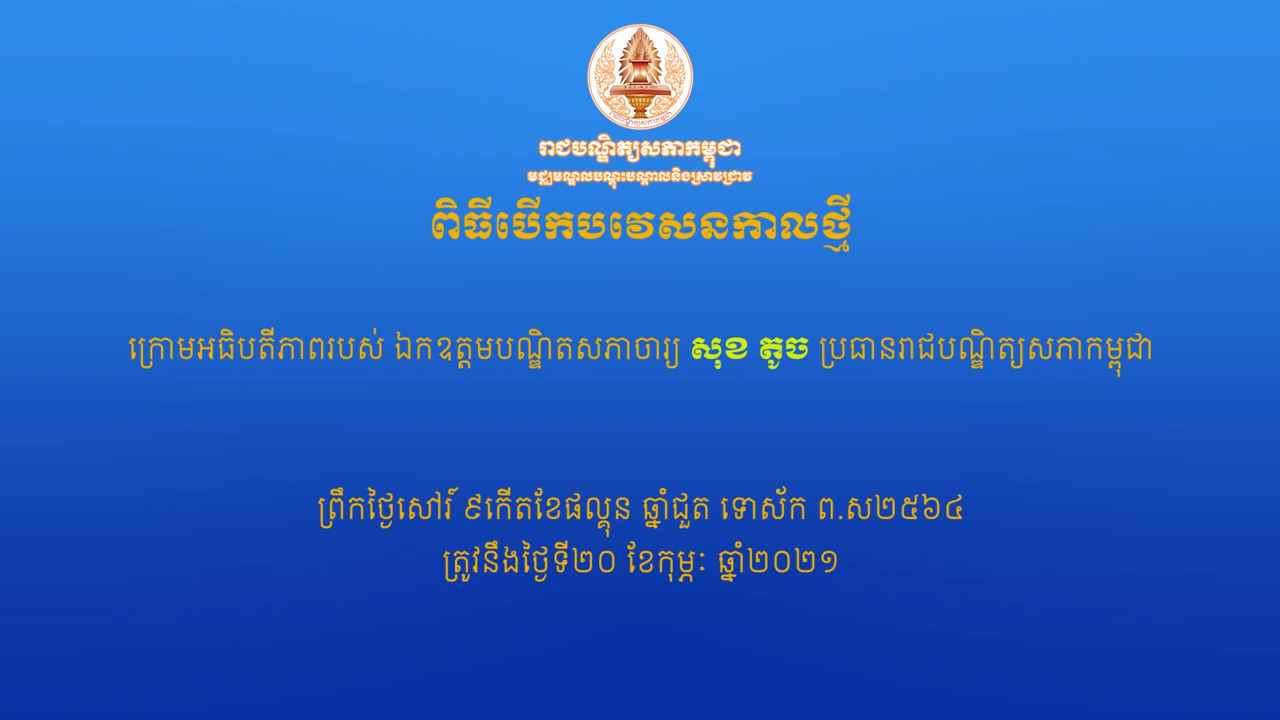 រាជបណ្ឌិត្យសភាកម្ពុជា
មជ្ឈមណ្ឌលបណ្តុះបណ្តាលនិងស្រាវជ្រាវ
ពិធីបើកបវេសនកាលថ្មី
ក្រោមអធិបតីភាពរបស់ ឯកឧត្តមបណ្ឌិតសភាចារ្យ សុខ តូច ប្រធានរាជបណ្ឌិត្យសភាកម្ពុជា
ព្រឹកថ្ងៃសៅរ៍ ៩កើតខែផល្គុន ឆ្នាំជួត ទោស័ក ព.ស២៥៦៤
ត្រូវនឹងថ្ងៃទី២០ ខែកុម្ភៈ ឆ្នាំ២០២១